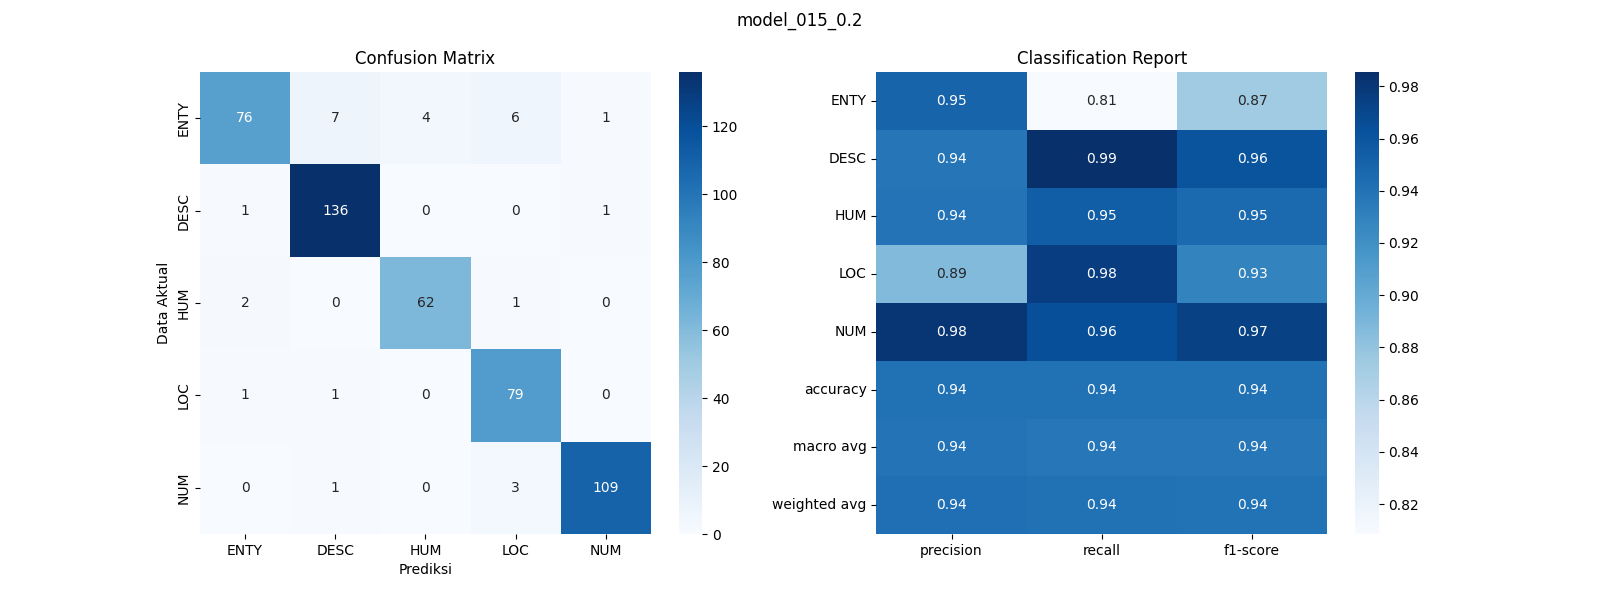 model_015_0.2
Confusion Matrix
ENTY 76 7 4 6 1
DESC 1 136 0 0 1
HUM 2 0 62 1 0
LOC 1 1 0 79 0
NUM 0 1 0 3 109
ENTY DESC HUM LOC NUM
Prediksi
Data Aktual
120
100
80
60
40
20
0
Classification Report
ENTY 0.95 0.81 0.87
DESC 0.94 0.99 0.96
HUM 0.94 0.95 0.95
LOC 0.89 0.98 0.93
NUM 0.98 0.96 0.97
accuracy 0.94 0.94 0.94
macro avg 0.94 0.94 0.94
weighted avg 0.94 0.94 0.94
precision recall f1-score
0.98
0.96
0.94
0.92
0.90
0.88
0.86
0.84
0.82